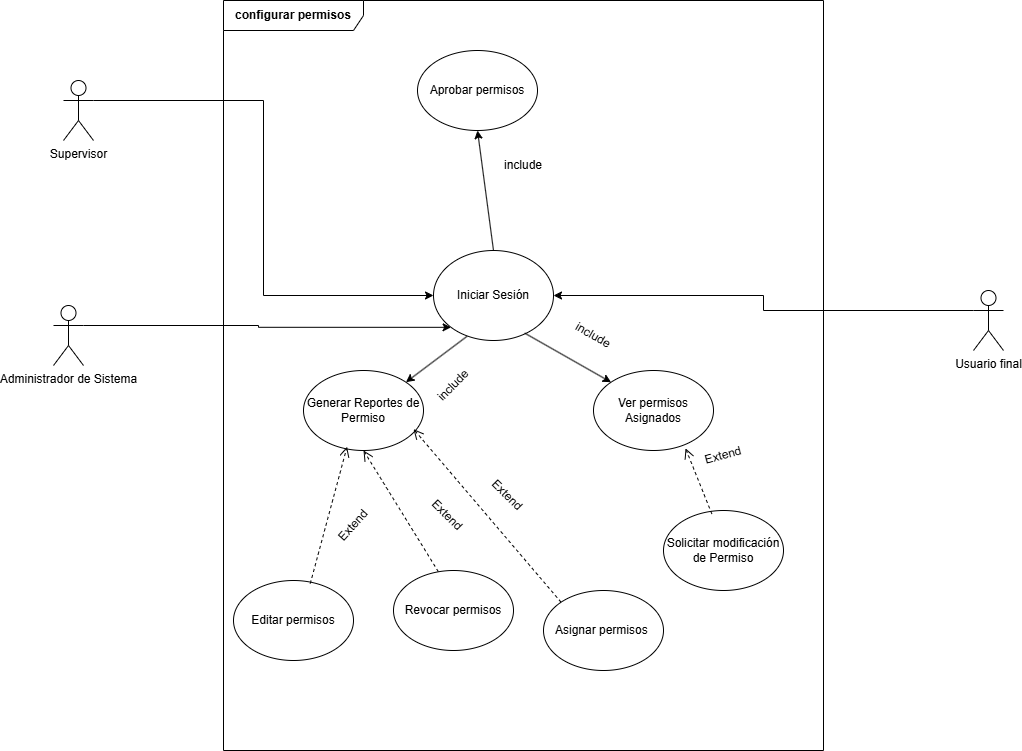 configurar permisos
Aprobar permisos
Supervisor
include
Iniciar Sesión
include
Administrador de Sistema
Usuario final
include
Generar Reportes de
Permiso
Ver permisos
Asignados
Extend
Extend
Extend
Extend
Solicitar modificación
de Permiso
Editar permisos
Revocar permisos
Asignar permisos